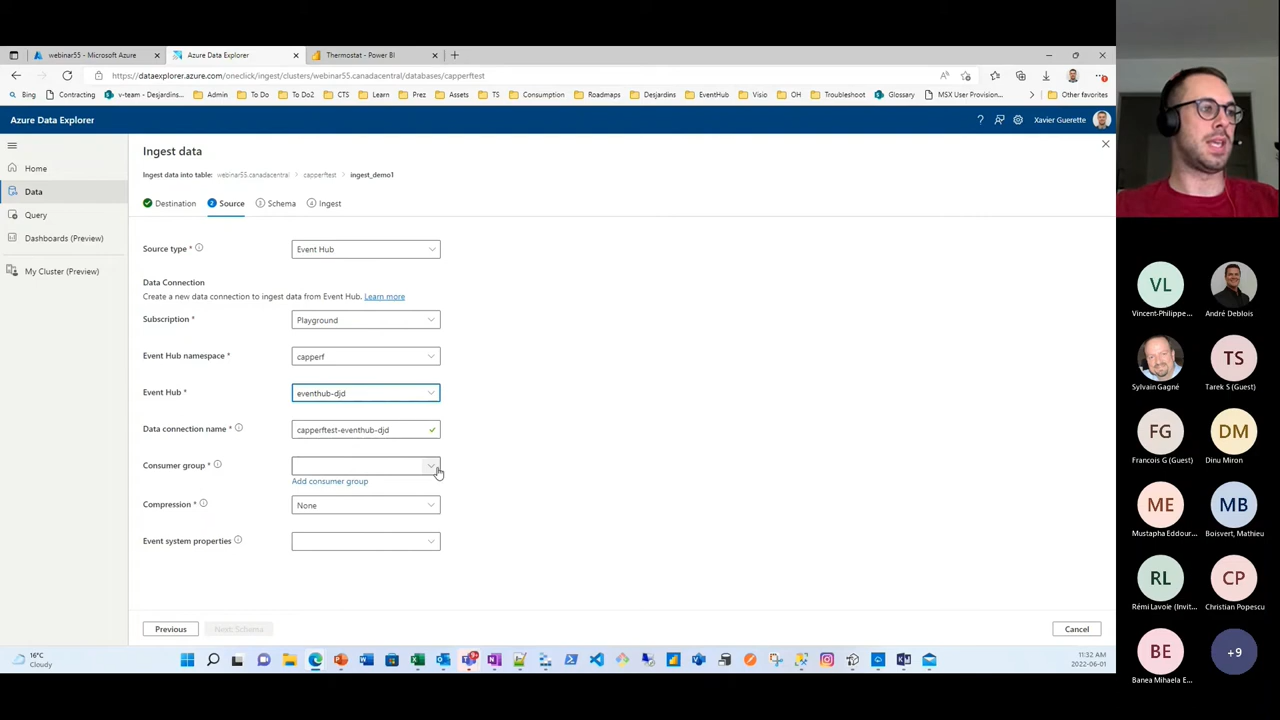 webinar55 - Microsoft Azure
Azure Data Explorer
Thermostat - Power BI
https://dataexplorer.azure.com/oneclick/ingest/clusters/webinar55.canadacentral/databases/capperftest
Bing Contracting v-team - Desjardins... Admin To Do To Do2 CTS Learn Prez Assets TS Consumption Roadmaps Desjardins EventHub Visio OH Troubleshoot Glossary MSX User Provision... Other favorites
Azure Data Explorer
Xavier Guerette
Home
Data
Query
Dashboards (Preview)
My Cluster (Preview)
Ingest data
Ingest data into table: webinar55.canadacentral > capperftest > ingest_demo1
Destination 2 Source 3 Schema 4 Ingest
Source type * Event Hub
Data Connection
Create a new data connection to ingest data from Event Hub. Learn more
Subscription * Playground
Event Hub namespace * capperf
Event Hub * eventhub-djd
Data connection name * capperftest-eventhub-djd
Consumer group *
Add consumer group
Compression * None
Event system properties
Previous Next: Schema Cancel
16°C
Cloudy
11:32 AM
2022-06-01
VL
Vincent-Philippe...
André Deblois
Sylvain Gagné
TS
Tarek S (Guest)
FG
Francois G (Guest)
DM
Dinu Miron
ME
Mustapha Eddour...
MB
Boisvert, Mathieu
RL
Rémi Lavoie (Invit...
CP
Christian Popescu
BE
Banea Mihaela E...
+9